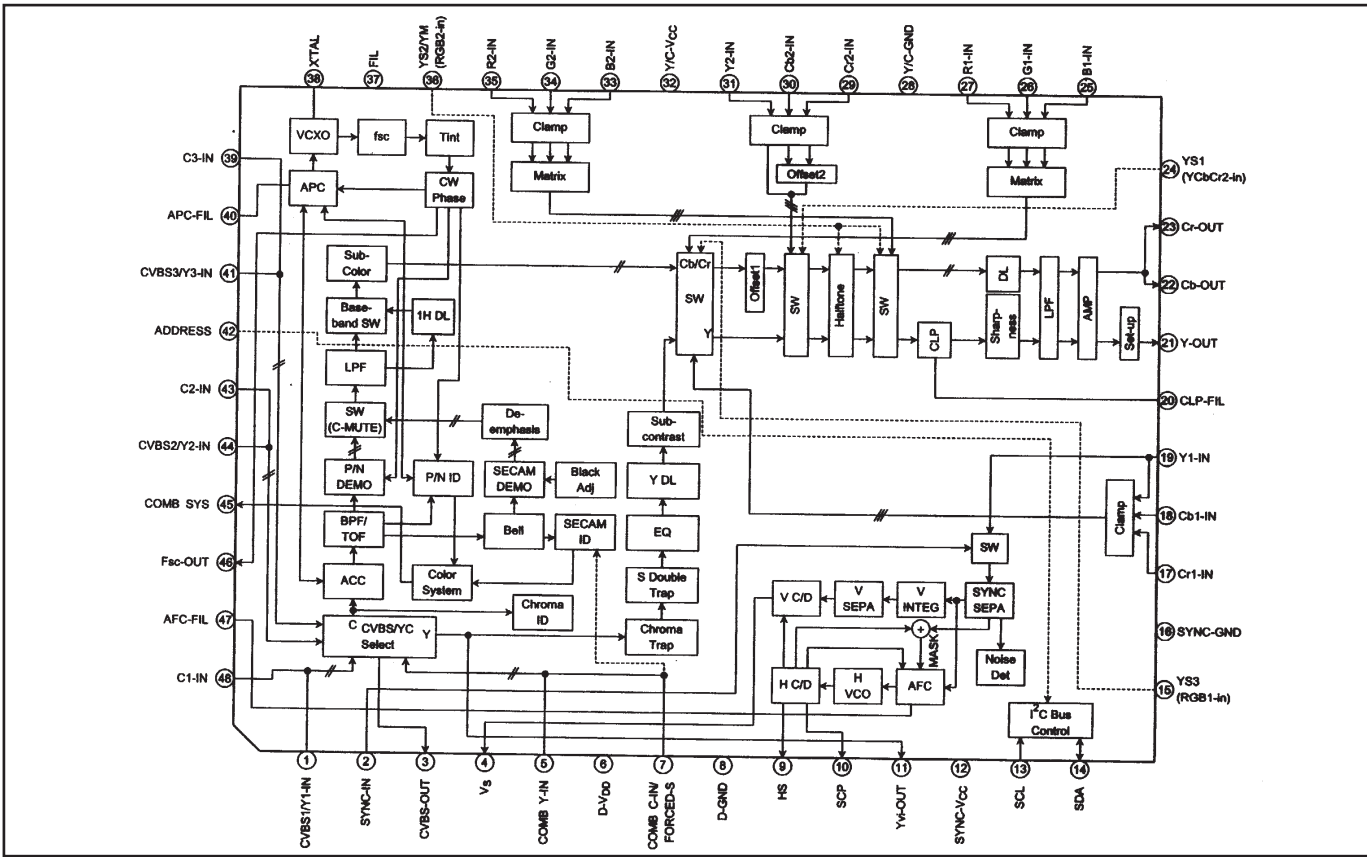 X'TAL
FIL
YS2/YM
(RGB2-in)
R2-IN
G2-IN
B2-IN
Y/C-VCC
Y2-IN
Cb2-IN
Cr2-IN
Y/C-GND
R1-IN
G1-IN
B1-IN
38
37
36
35
34
33
32
31
30
29
28
27
26
25
VCXO
fsc
Tint
Clamp
Clamp
Clamp
C3-IN 39
APC
CW
Phase
Matrix
Offset2
Matrix
24 YS1
(YCbCr2-in)
APC-FIL 40
23 Cr-OUT
CVBS3/Y3-IN 41
Sub-
Color
Cb/Cr
SW
Y
Offset1
SW
Halftone
SW
DL
Sharp-
ness
LPF
AMP
22 Cb-OUT
Base-
band SW
1H DL
ADDRESS 42
CLP
Set-up
21 Y-OUT
LPF
C2-IN 43
20 CLP-FIL
SW
(C-MUTE)
De-
emphasis
Sub-
contrast
CVBS2/Y2-IN 44
19 Y1-IN
P/N
DEMO
P/N ID
SECAM
DEMO
Black
Adj
Y DL
COMB SYS 45
Clamp
18 Cb1-IN
BPF/
TOF
Bell
SECAM
ID
EQ
SW
Fsc-OUT 46
17 Cr1-IN
ACC
Color
System
S Double
Trap
V C/D
V
SEPA
V
INTEG
SYNC
SEPA
AFC-FIL 47
Chroma
ID
C
CVBS/YC
Select
Y
Chroma
Trap
+
MASK
16 SYNC-GND
Noise
Det
C1-IN 48
H C/D
H
VCO
AFC
15 YS3
(RGB1-in)
I2C Bus
Control
1
2
3
4
5
6
7
8
9
10
11
12
13
14
CVBS1/Y1-IN
SYNC-IN
CVBS-OUT
VS
COMB Y-IN
D-VDD
COMB C-IN/
FORCED-S
D-GND
HS
SCP
Yvi-OUT
SYNC-VCC
SCL
SDA